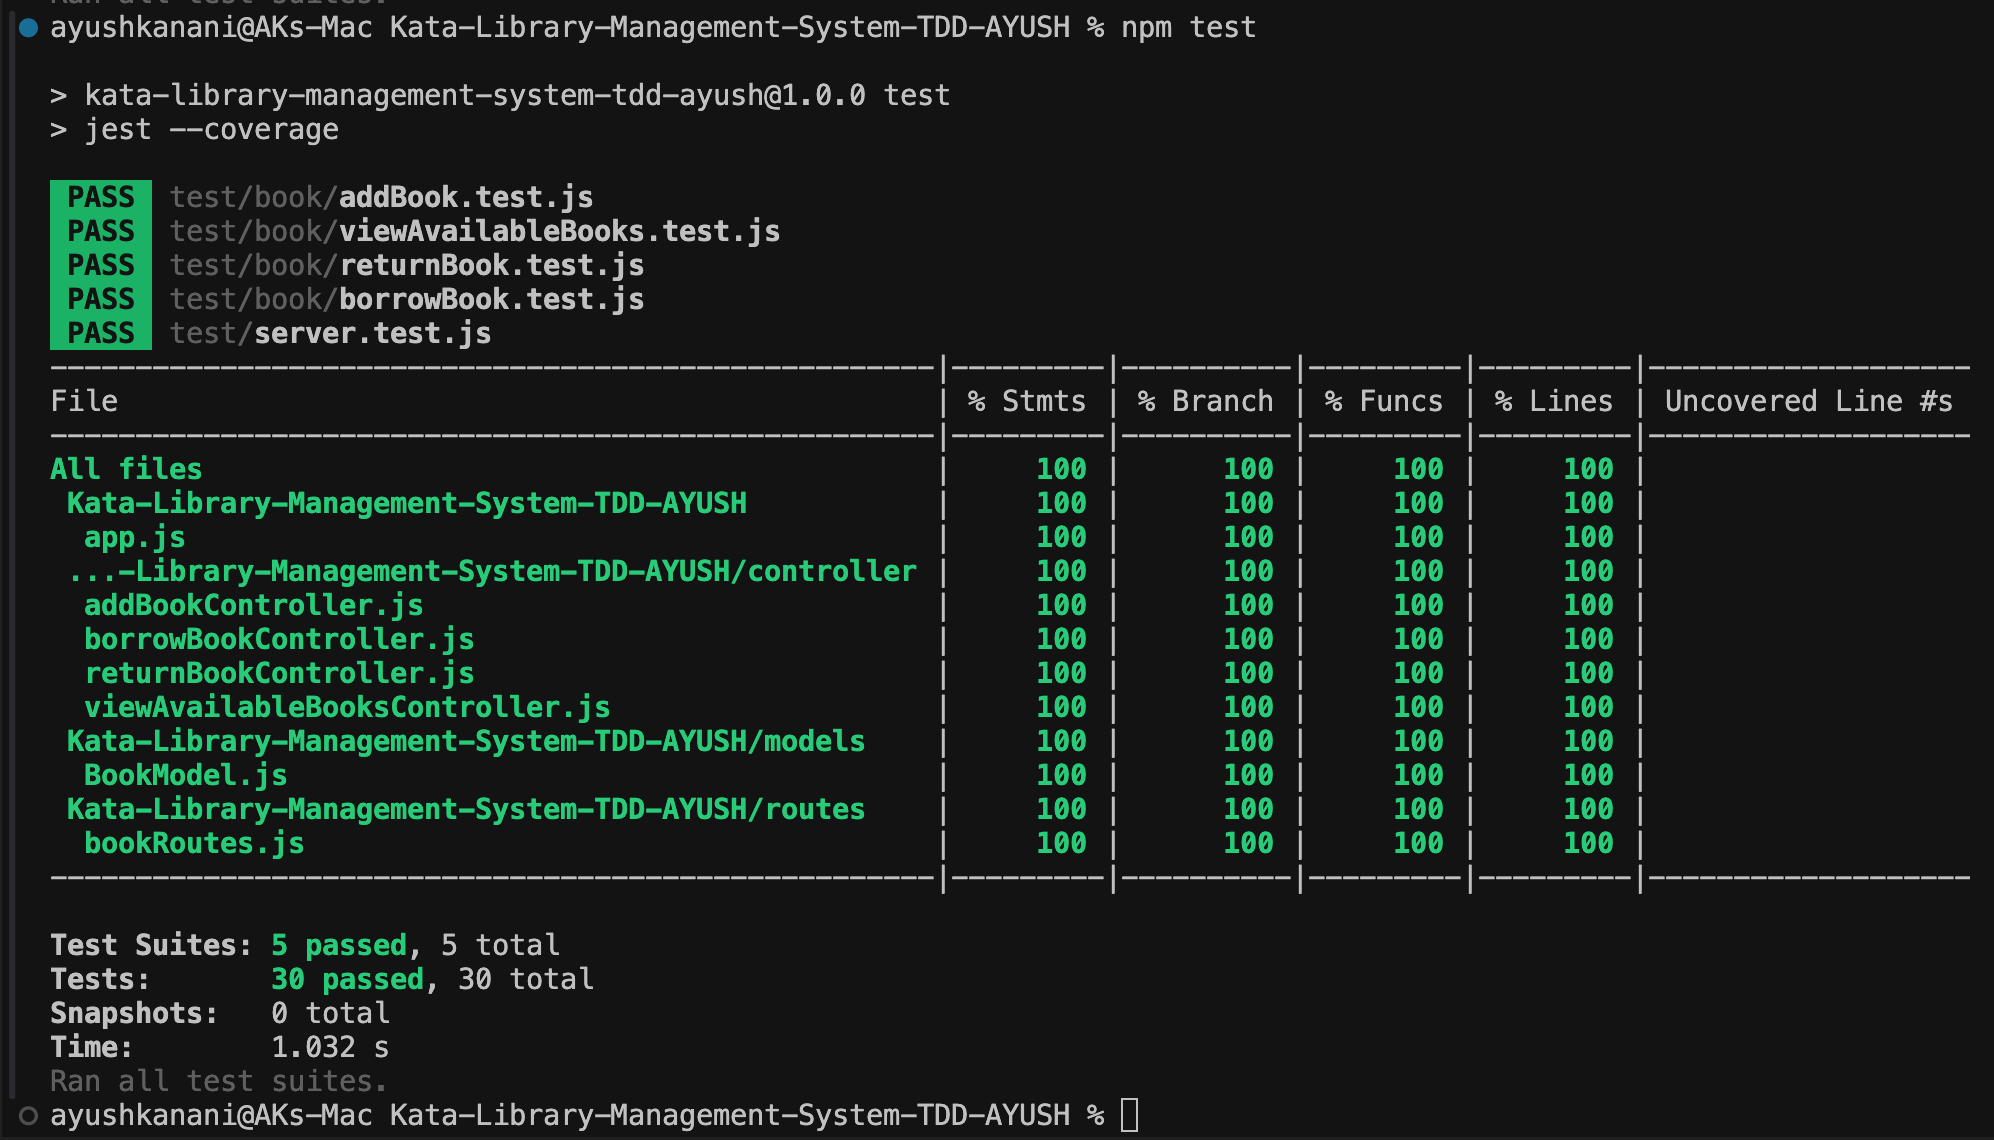 Ran all test suites.
ayushkanani@AKs-Mac Kata-Library-Management-System-TDD-AYUSH % npm test
> kata-library-management-system-tdd-ayush@1.0.0 test
> jest --coverage
PASS test/book/addBook.test.js
PASS test/book/viewAvailableBooks.test.js
PASS test/book/returnBook.test.js
PASS test/book/borrowBook.test.js
PASS test/server.test.js
----------------------------------------------------|---------|----------|---------|---------|-------------------
File | % Stmts | % Branch | % Funcs | % Lines | Uncovered Line #s
----------------------------------------------------|---------|----------|---------|---------|-------------------
All files | 100 | 100 | 100 | 100 |
Kata-Library-Management-System-TDD-AYUSH | 100 | 100 | 100 | 100 |
app.js | 100 | 100 | 100 | 100 |
...-Library-Management-System-TDD-AYUSH/controller | 100 | 100 | 100 | 100 |
addBookController.js | 100 | 100 | 100 | 100 |
borrowBookController.js | 100 | 100 | 100 | 100 |
returnBookController.js | 100 | 100 | 100 | 100 |
viewAvailableBooksController.js | 100 | 100 | 100 | 100 |
Kata-Library-Management-System-TDD-AYUSH/models | 100 | 100 | 100 | 100 |
BookModel.js | 100 | 100 | 100 | 100 |
Kata-Library-Management-System-TDD-AYUSH/routes | 100 | 100 | 100 | 100 |
bookRoutes.js | 100 | 100 | 100 | 100 |
----------------------------------------------------|---------|----------|---------|---------|-------------------
Test Suites: 5 passed, 5 total
Tests: 30 passed, 30 total
Snapshots: 0 total
Time: 1.032 s
Ran all test suites.
ayushkanani@AKs-Mac Kata-Library-Management-System-TDD-AYUSH %